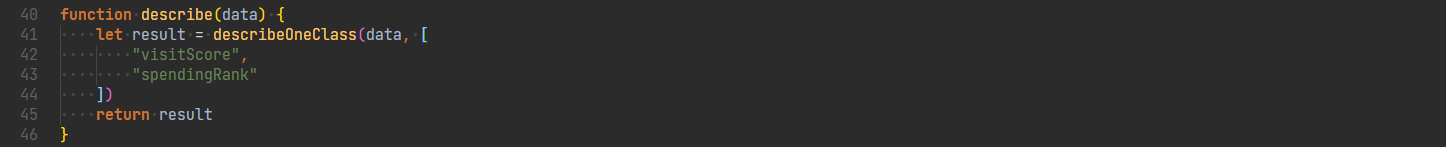 40 function describe(data) {
41     let result = describeOneClass(data, [
42         "visitScore",
43         "spendingRank"
44     ])
45     return result
46 }